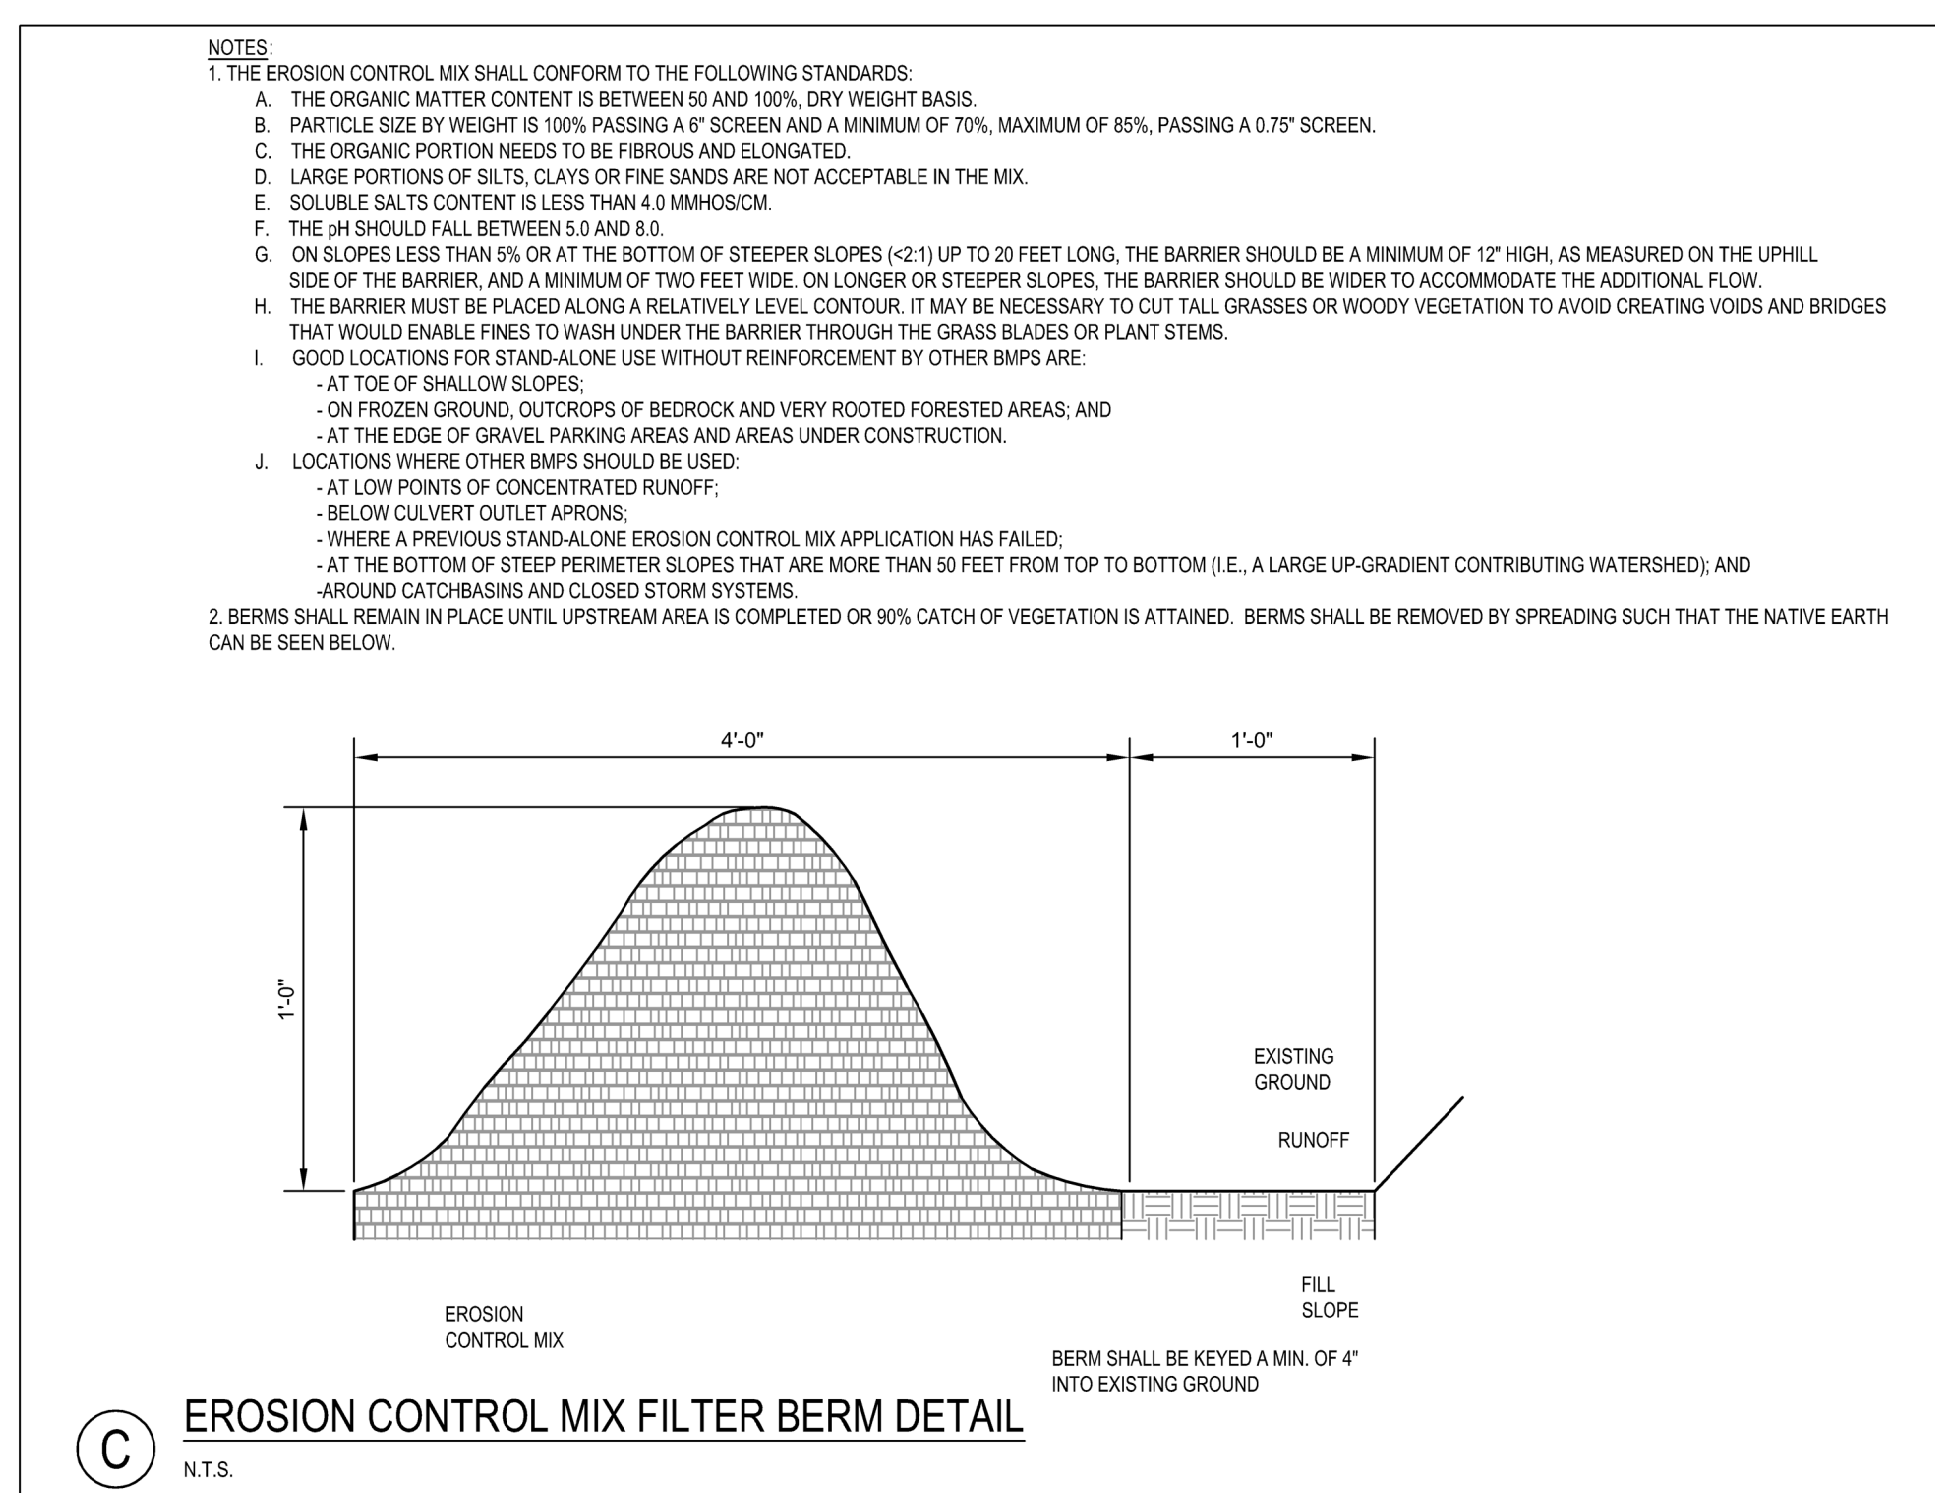 NOTES:
1. THE EROSION CONTROL MIX SHALL CONFORM TO THE FOLLOWING STANDARDS:
A. THE ORGANIC MATTER CONTENT IS BETWEEN 50 AND 100%, DRY WEIGHT BASIS.
B. PARTICLE SIZE BY WEIGHT IS 100% PASSING A 6" SCREEN AND A MINIMUM OF 70%, MAXIMUM OF 85%, PASSING A 0.75" SCREEN.
C. THE ORGANIC PORTION NEEDS TO BE FIBROUS AND ELONGATED.
D. LARGE PORTIONS OF SILTS, CLAYS OR FINE SANDS ARE NOT ACCEPTABLE IN THE MIX.
E. SOLUBLE SALTS CONTENT IS LESS THAN 4.0 MMHOS/CM.
F. THE pH SHOULD FALL BETWEEN 5.0 AND 8.0.
G. ON SLOPES LESS THAN 5% OR AT THE BOTTOM OF STEEPER SLOPES (<2:1) UP TO 20 FEET LONG, THE BARRIER SHOULD BE A MINIMUM OF 12" HIGH, AS MEASURED ON THE UPHILL
SIDE OF THE BARRIER, AND A MINIMUM OF TWO FEET WIDE. ON LONGER OR STEEPER SLOPES, THE BARRIER SHOULD BE WIDER TO ACCOMMODATE THE ADDITIONAL FLOW.
H. THE BARRIER MUST BE PLACED ALONG A RELATIVELY LEVEL CONTOUR. IT MAY BE NECESSARY TO CUT TALL GRASSES OR WOODY VEGETATION TO AVOID CREATING VOIDS AND BRIDGES
THAT WOULD ENABLE FINES TO WASH UNDER THE BARRIER THROUGH THE GRASS BLADES OR PLANT STEMS.
I. GOOD LOCATIONS FOR STAND-ALONE USE WITHOUT REINFORCEMENT BY OTHER BMPS ARE:
- AT TOE OF SHALLOW SLOPES;
- ON FROZEN GROUND, OUTCROPS OF BEDROCK AND VERY ROOTED FORESTED AREAS; AND
- AT THE EDGE OF GRAVEL PARKING AREAS AND AREAS UNDER CONSTRUCTION.
J. LOCATIONS WHERE OTHER BMPS SHOULD BE USED:
- AT LOW POINTS OF CONCENTRATED RUNOFF;
- BELOW CULVERT OUTLET APRONS;
- WHERE A PREVIOUS STAND-ALONE EROSION CONTROL MIX APPLICATION HAS FAILED;
- AT THE BOTTOM OF STEEP PERIMETER SLOPES THAT ARE MORE THAN 50 FEET FROM TOP TO BOTTOM (I.E., A LARGE UP-GRADIENT CONTRIBUTING WATERSHED); AND
-AROUND CATCHBASINS AND CLOSED STORM SYSTEMS.
2. BERMS SHALL REMAIN IN PLACE UNTIL UPSTREAM AREA IS COMPLETED OR 90% CATCH OF VEGETATION IS ATTAINED. BERMS SHALL BE REMOVED BY SPREADING SUCH THAT THE NATIVE EARTH
CAN BE SEEN BELOW.
4'-0"
1'-0"
1'-0"
EXISTING
GROUND
RUNOFF
FILL
SLOPE
EROSION
CONTROL MIX
BERM SHALL BE KEYED A MIN. OF 4"
INTO EXISTING GROUND
C
EROSION CONTROL MIX FILTER BERM DETAIL
N.T.S.